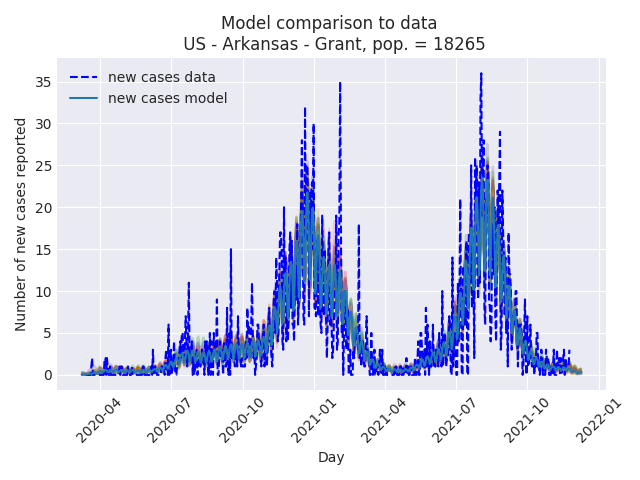 Model comparison to data
US - Arkansas - Grant, pop. = 18265
new cases data
new cases model
Number of new cases reported
35
30
25
20
15
10
5
0
2020-04
2020-07
2020-10
2021-01
2021-04
2021-07
2021-10
2022-01
Day